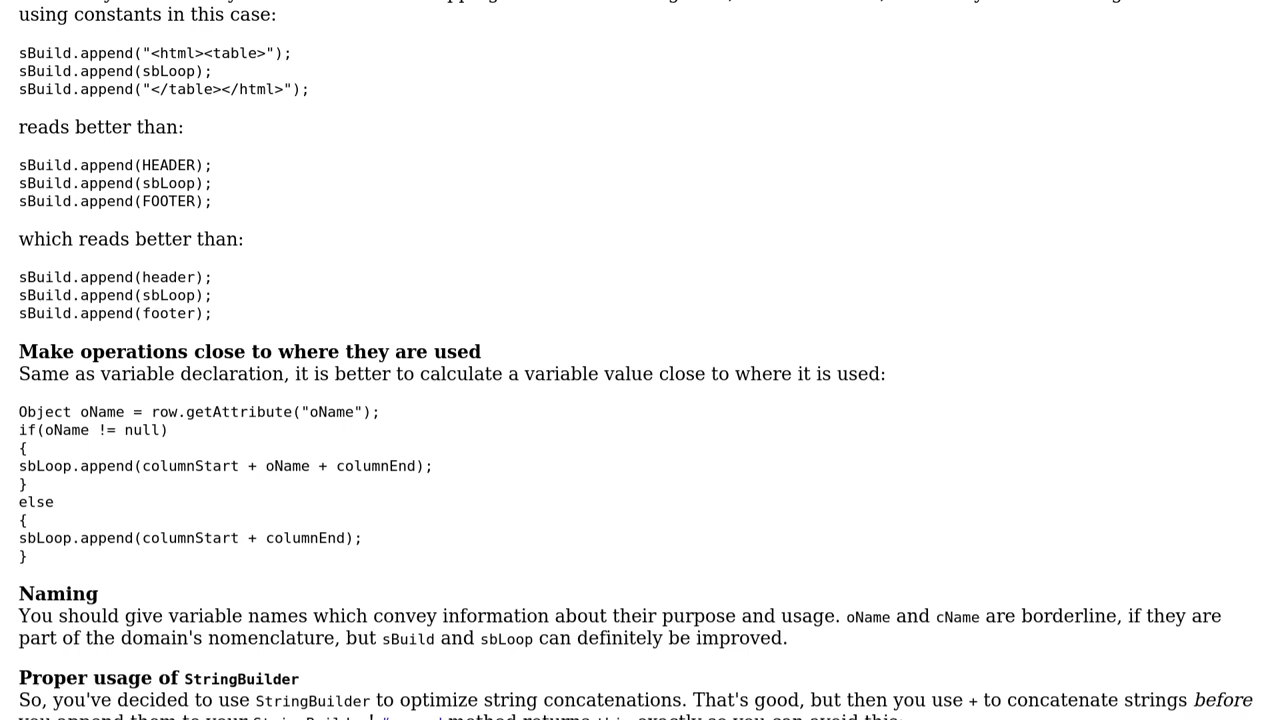 using constants in this case:
sBuild.append("<html><table>");
sBuild.append(sbLoop);
sBuild.append("</table></html>");
reads better than:
sBuild.append(HEADER);
sBuild.append(sbLoop);
sBuild.append(FOOTER);
which reads better than:
sBuild.append(header);
sBuild.append(sbLoop);
sBuild.append(footer);
Make operations close to where they are used
Same as variable declaration, it is better to calculate a variable value close to where it is used:
Object oName = row.getAttribute("oName");
if(oName != null)
{
sbLoop.append(columnStart + oName + columnEnd);
}
else
{
sbLoop.append(columnStart + columnEnd);
}
Naming
You should give variable names which convey information about their purpose and usage. oName and cName are borderline, if they are
part of the domain's nomenclature, but sBuild and sbLoop can definitely be improved.
Proper usage of StringBuilder
So, you've decided to use StringBuilder to optimize string concatenations. That's good, but then you use + to concatenate strings before